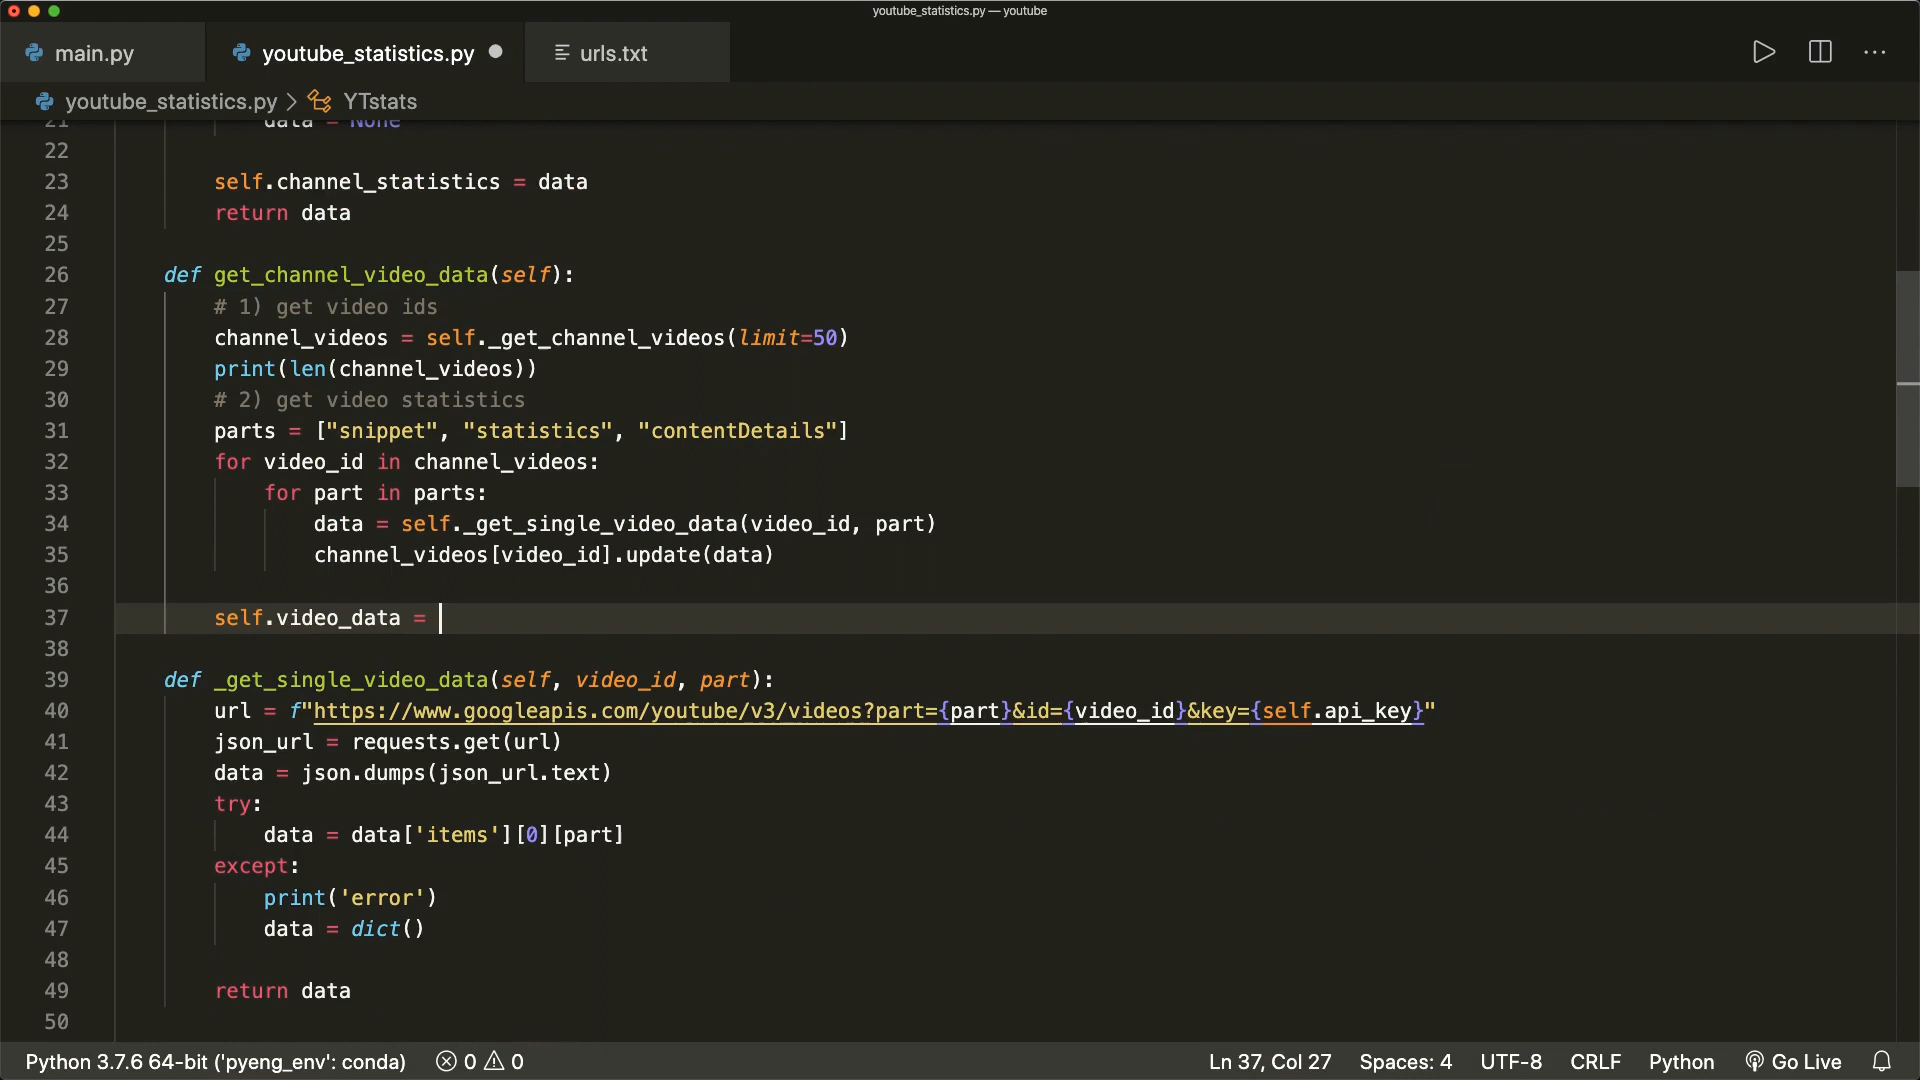 youtube_statistics.py — youtube
main.py
youtube_statistics.py
urls.txt
youtube_statistics.py > YTstats
21 data = None
22
23 self.channel_statistics = data
24 return data
25
26 def get_channel_video_data(self):
27 # 1) get video ids
28 channel_videos = self._get_channel_videos(limit=50)
29 print(len(channel_videos))
30 # 2) get video statistics
31 parts = ["snippet", "statistics", "contentDetails"]
32 for video_id in channel_videos:
33 for part in parts:
34 data = self._get_single_video_data(video_id, part)
35 channel_videos[video_id].update(data)
36
37 self.video_data =
38
39 def _get_single_video_data(self, video_id, part):
40 url = f"https://www.googleapis.com/youtube/v3/videos?part={part}&id={video_id}&key={self.api_key}"
41 json_url = requests.get(url)
42 data = json.dumps(json_url.text)
43 try:
44 data = data['items'][0][part]
45 except:
46 print('error')
47 data = dict()
48
49 return data
50
Python 3.7.6 64-bit ('pyeng_env': conda) 0 0 Ln 37, Col 27 Spaces: 4 UTF-8 CRLF Python Go Live